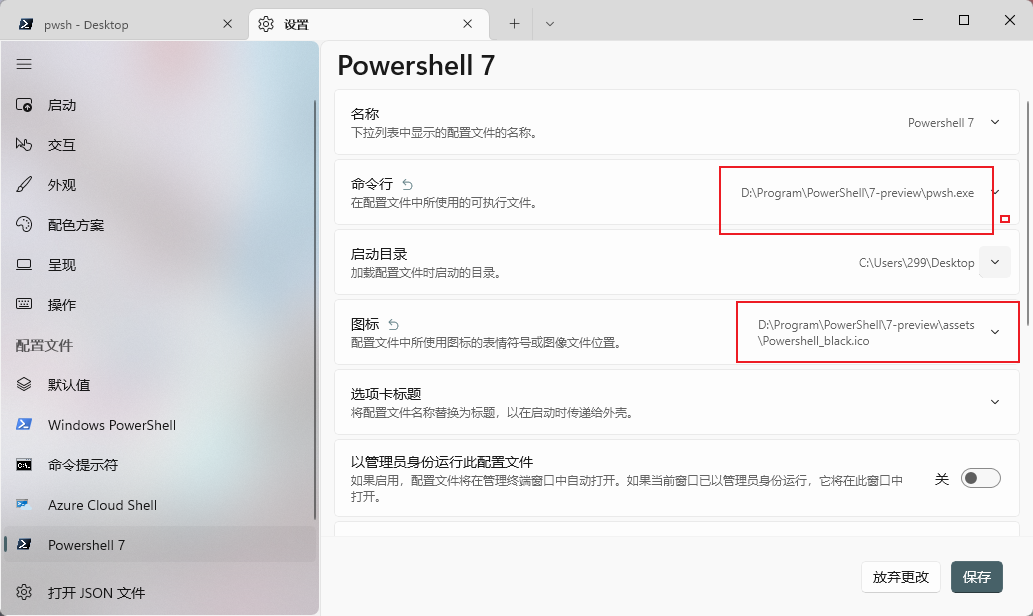 pwsh - Desktop
设置
启动
交互
外观
配色方案
呈现
操作
配置文件
默认值
Windows PowerShell
命令提示符
Azure Cloud Shell
Powershell 7
打开 JSON 文件
Powershell 7
名称
下拉列表中显示的配置文件的名称。
Powershell 7
命令行
在配置文件中所使用的可执行文件。
D:\Program\PowerShell\7-preview\pwsh.exe
启动目录
加载配置文件时启动的目录。
C:\Users\299\Desktop
图标
配置文件中所使用图标的表情符号或图像文件位置。
D:\Program\PowerShell\7-preview\assets
\Powershell_black.ico
选项卡标题
将配置文件名称替换为标题，以在启动时传递给外壳。
以管理员身份运行此配置文件
如果启用，配置文件将在管理终端窗口中自动打开。如果当前窗口已以管理员身份运行，它将在此窗口中
打开。
关
放弃更改
保存